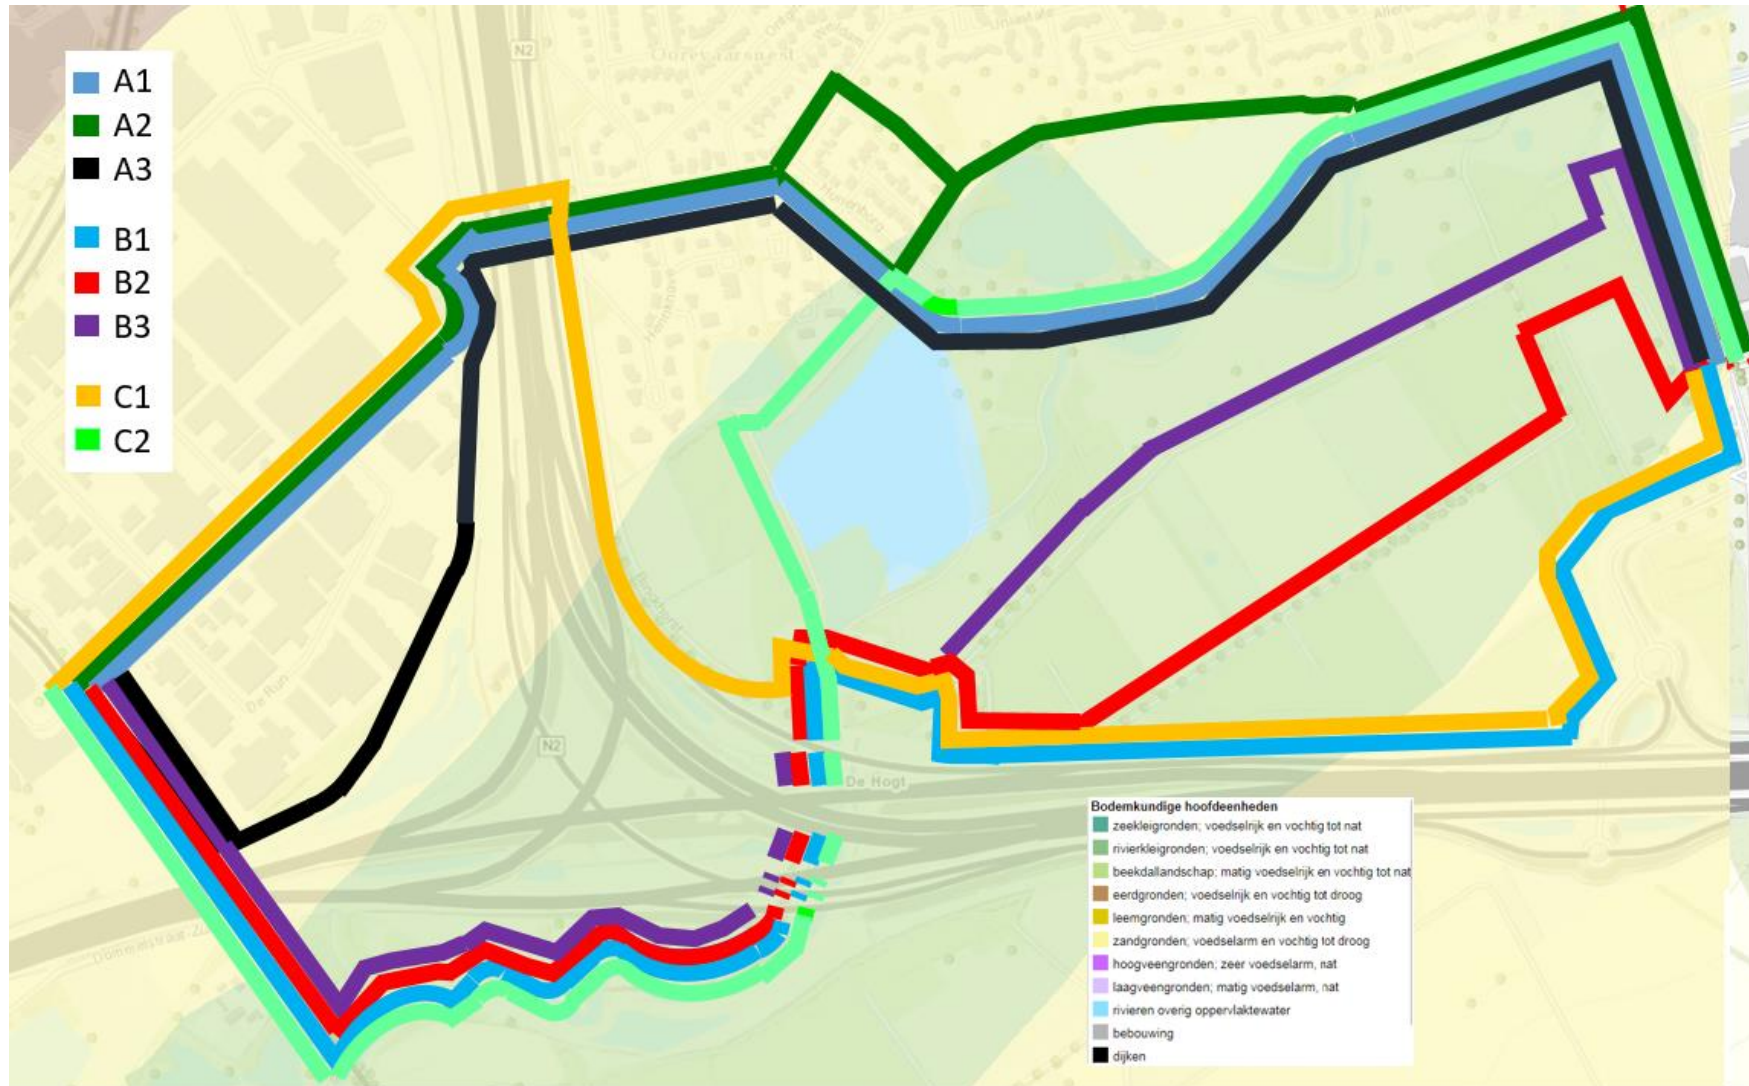 A1
A2
A3
B1
B2
B3
C1
C2
N2
N2
De Run
De Hogt
Bodemkundige hoofdeenheden
zeekleigronden; voedselrijk en vochtig tot nat
rivierkleigronden; voedselrijk en vochtig tot nat
beekdallandschap; matig voedselrijk en vochtig tot nat
eerdgronden; voedselrijk en vochtig tot droog
leemgronden; matig voedselrijk en vochtig
zandgronden; voedselarm en vochtig tot droog
hoogveengronden; zeer voedselarm, nat
laagveengronden; matig voedselarm, nat
rivieren overig oppervlaktewater
bebouwing
dijken